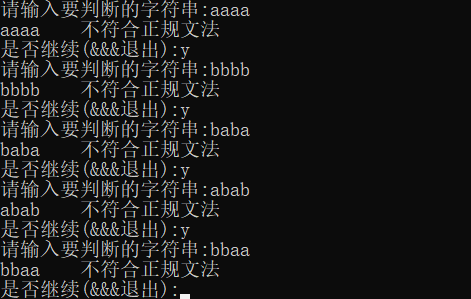 请输入要判断的字符串:aaaa
aaaa    不符合正规文法
是否继续(&&&退出):y
请输入要判断的字符串:bbbb
bbbb    不符合正规文法
是否继续(&&&退出):y
请输入要判断的字符串:baba
baba    不符合正规文法
是否继续(&&&退出):y
请输入要判断的字符串:abab
abab    不符合正规文法
是否继续(&&&退出):y
请输入要判断的字符串:bbaa
bbaa    不符合正规文法
是否继续(&&&退出):